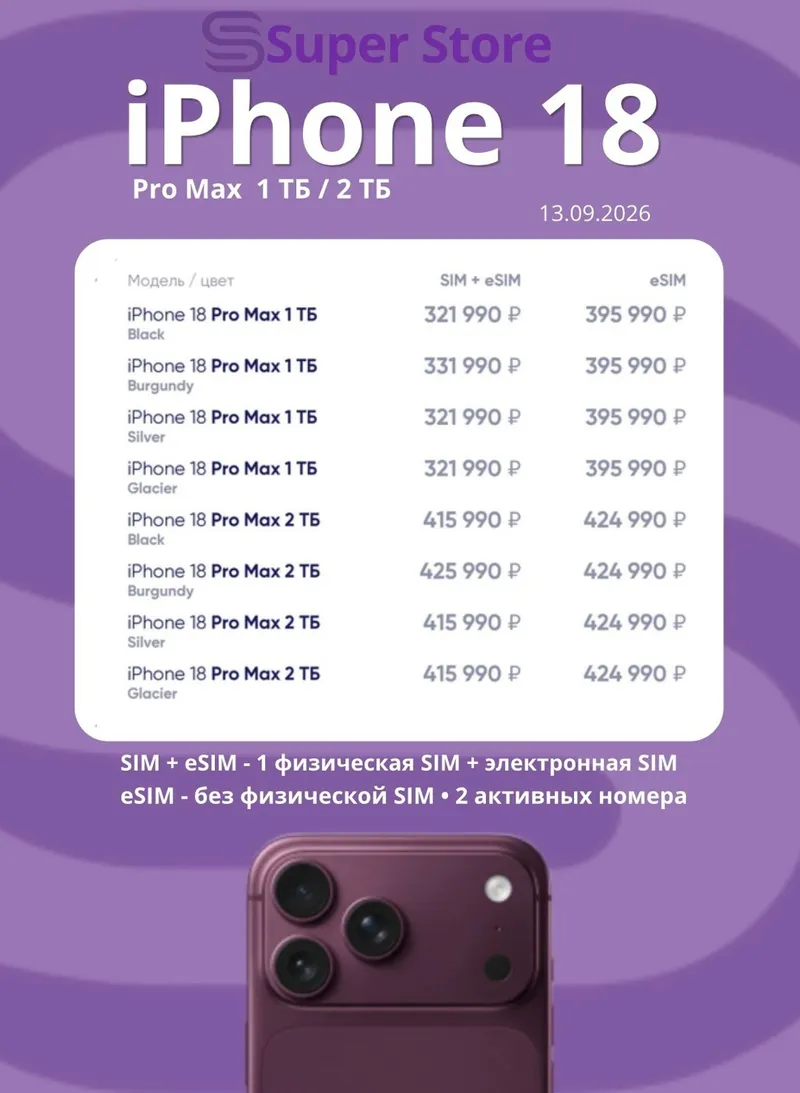 Super Store
iPhone 18
Pro Max 1 ТБ / 2 ТБ
13.09.2026
Модель / цвет SIM + eSIM eSIM
iPhone 18 Pro Max 1 ТБ 321 990 ₽ 395 990 ₽
Black
iPhone 18 Pro Max 1 ТБ 331 990 ₽ 395 990 ₽
Burgundy
iPhone 18 Pro Max 1 ТБ 321 990 ₽ 395 990 ₽
Silver
iPhone 18 Pro Max 1 ТБ 321 990 ₽ 395 990 ₽
Glacier
iPhone 18 Pro Max 2 ТБ 415 990 ₽ 424 990 ₽
Black
iPhone 18 Pro Max 2 ТБ 425 990 ₽ 424 990 ₽
Burgundy
iPhone 18 Pro Max 2 ТБ 415 990 ₽ 424 990 ₽
Silver
iPhone 18 Pro Max 2 ТБ 415 990 ₽ 424 990 ₽
Glacier
SIM + eSIM - 1 физическая SIM + электронная SIM
eSIM - без физической SIM • 2 активных номера